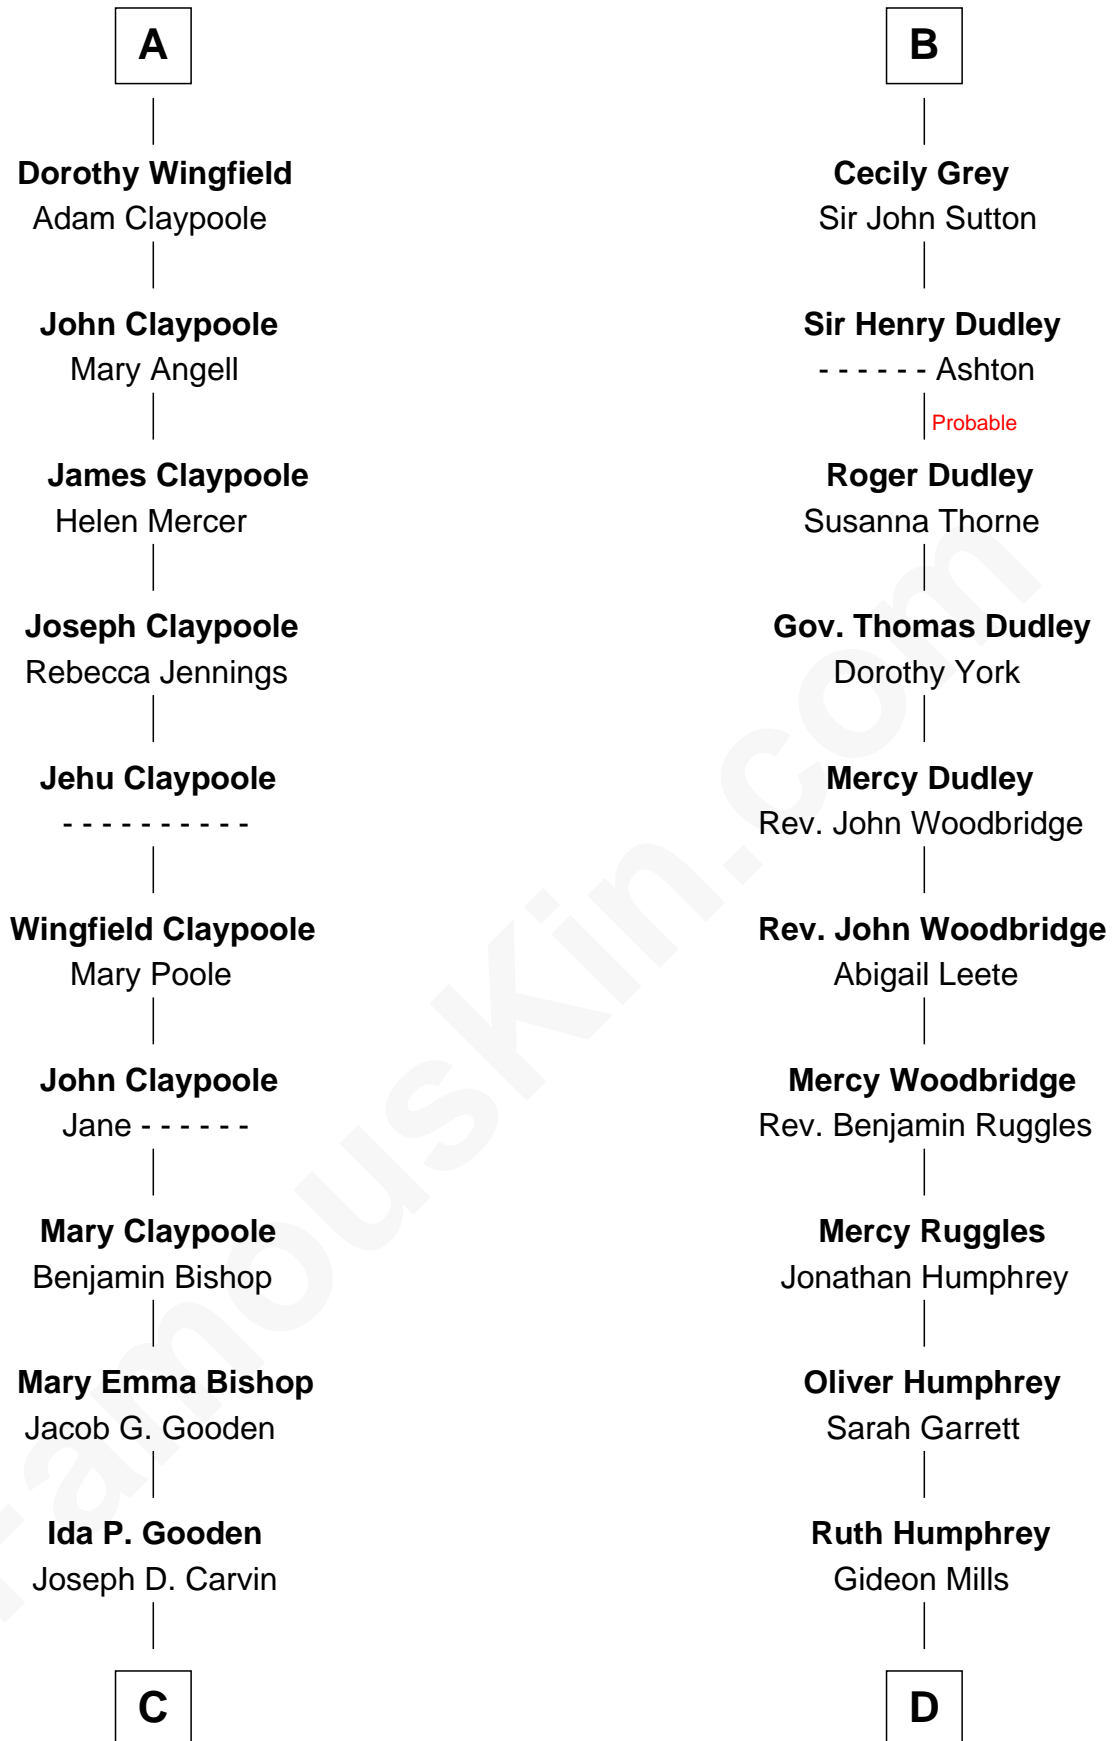 A
Dorothy Wingfield
Adam Claypoole
John Claypoole
Mary Angell
James Claypoole
Helen Mercer
Joseph Claypoole
Rebecca Jennings
Jehu Claypoole
- - - - - - - - - -
Wingfield Claypoole
Mary Poole
John Claypoole
Jane - - - - - -
Mary Claypoole
Benjamin Bishop
Mary Emma Bishop
Jacob G. Gooden
Ida P. Gooden
Joseph D. Carvin
C
B
Cecily Grey
Sir John Sutton
Sir Henry Dudley
- - - - - - Ashton
Probable
Roger Dudley
Susanna Thorne
Gov. Thomas Dudley
Dorothy York
Mercy Dudley
Rev. John Woodbridge
Rev. John Woodbridge
Abigail Leete
Mercy Woodbridge
Rev. Benjamin Ruggles
Mercy Ruggles
Jonathan Humphrey
Oliver Humphrey
Sarah Garrett
Ruth Humphrey
Gideon Mills
D
FamousKin.com